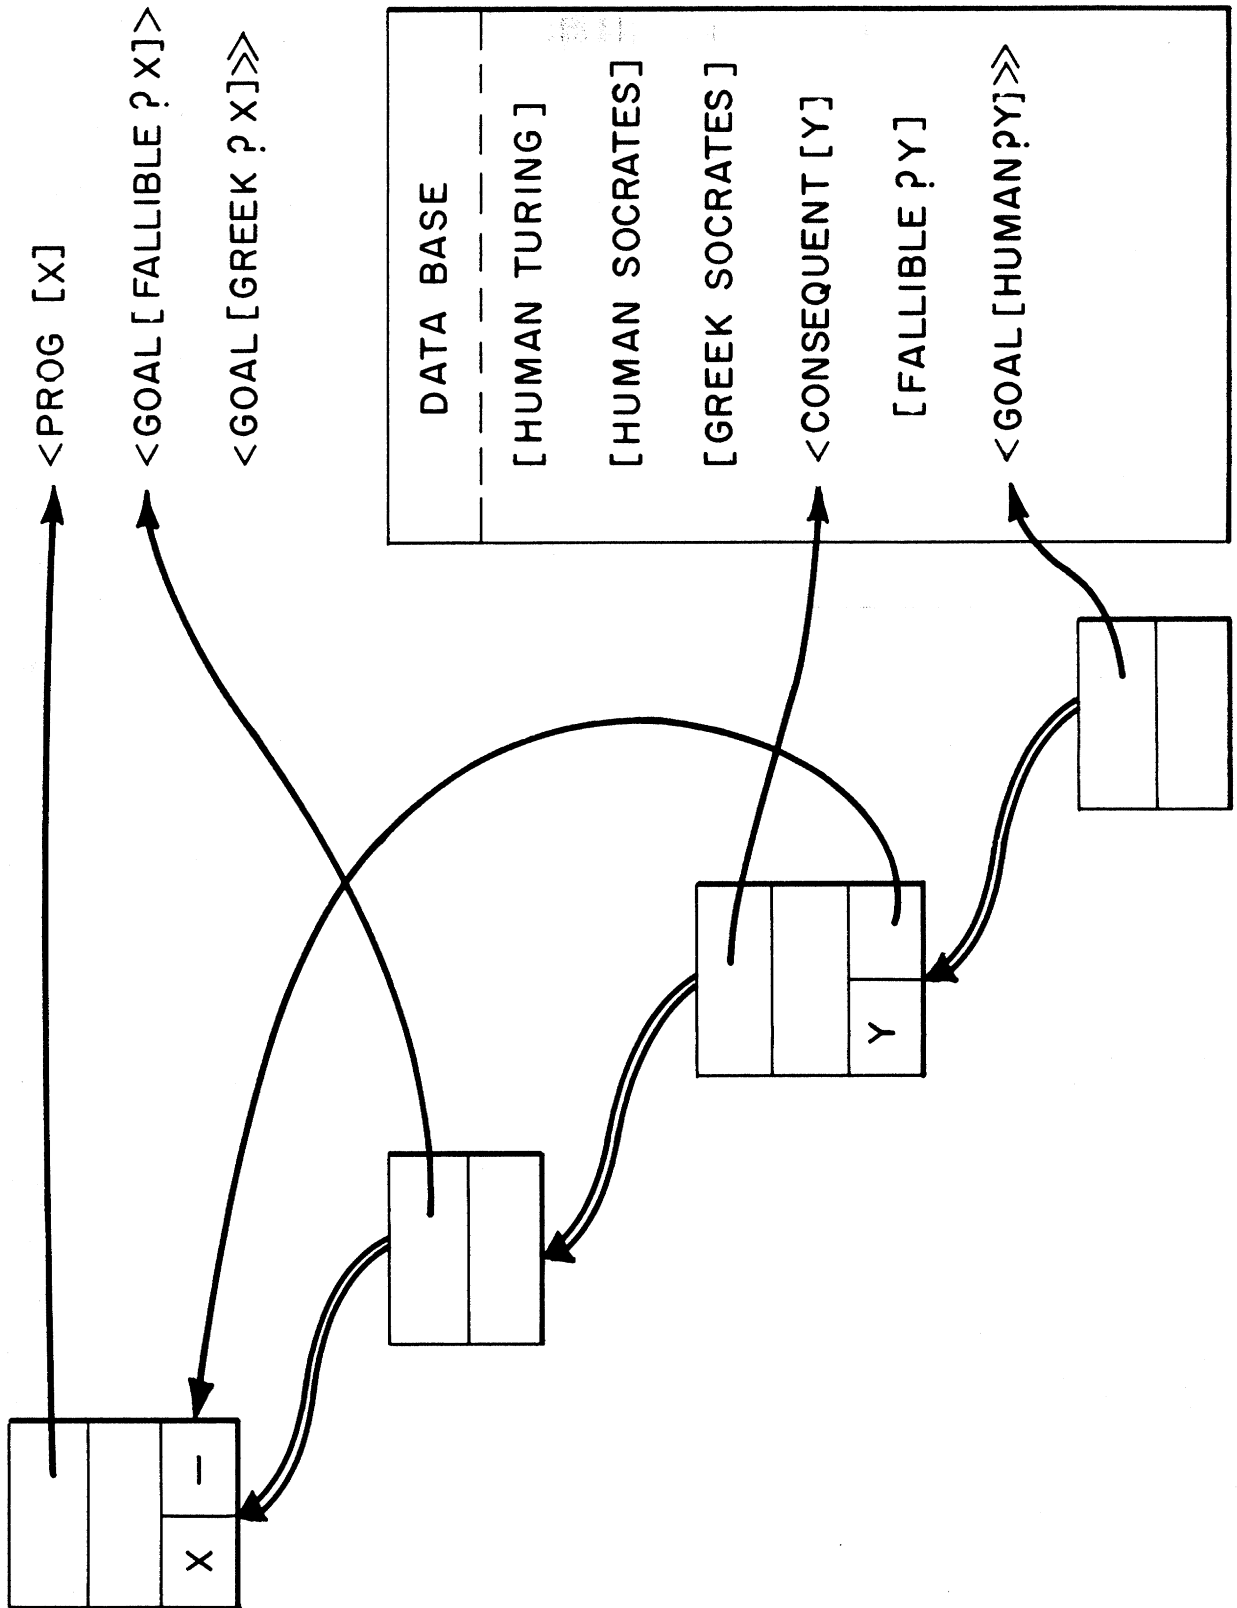 <PROG [X]
<GOAL [FALLIBLE ?X]>
<GOAL [GREEK ?X]>>
DATA BASE
[HUMAN TURING]
[HUMAN SOCRATES]
[GREEK SOCRATES]
<CONSEQUENT [Y]
[FALLIBLE ?Y]
<GOAL [HUMAN ?Y]>>
X –
Y